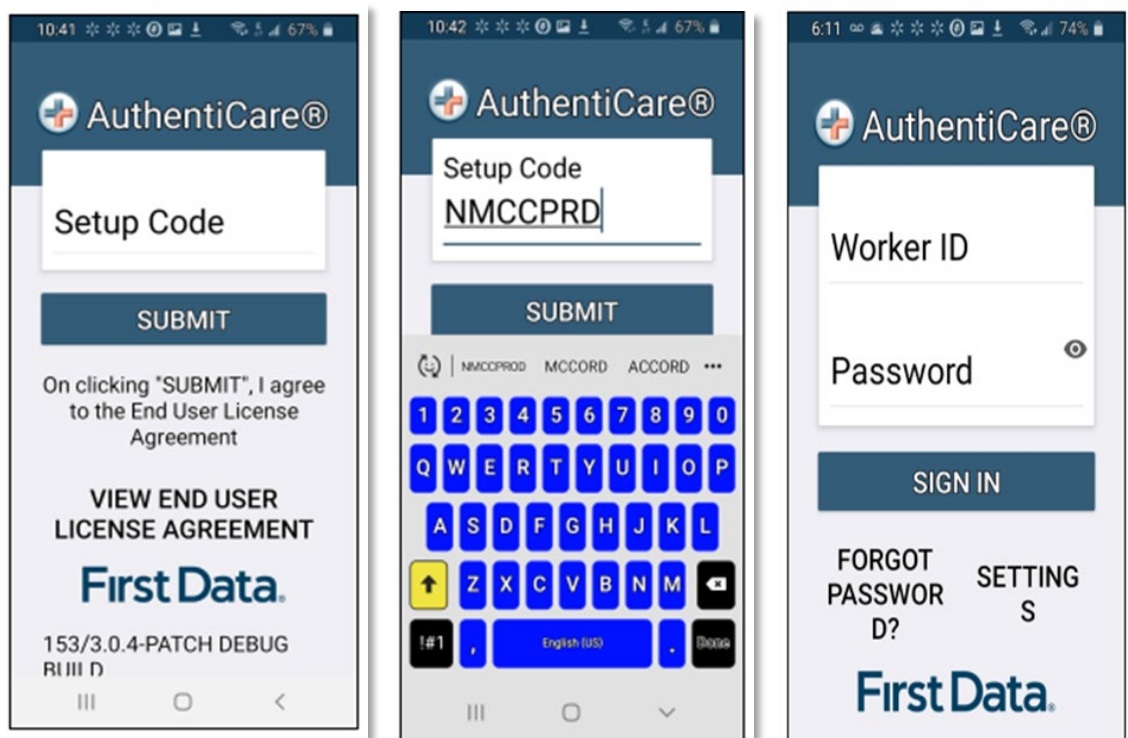 10:41 67%
AuthentiCare®
Setup Code
SUBMIT
On clicking "SUBMIT", I agree
to the End User License
Agreement
VIEW END USER
LICENSE AGREEMENT
First Data.
153/3.0.4-PATCH DEBUG
BUILD
10:42 67%
AuthentiCare®
Setup Code
NMCCPRD
SUBMIT
NMCCPROD MCCORD ACCORD •••
1 2 3 4 5 6 7 8 9 0
Q W E R T Y U I O P
A S D F G H J K L
Z X C V B N M
!#1 , English (US) . Done
6:11 74%
AuthentiCare®
Worker ID
Password
SIGN IN
FORGOT
PASSWOR
D?
SETTING
S
First Data.